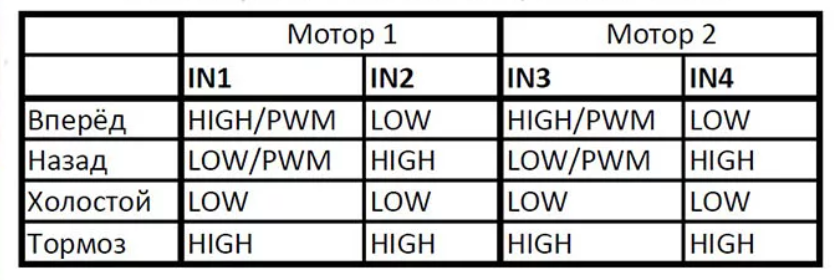 Мотор 1 Мотор 2
IN1 IN2 IN3 IN4
Вперёд HIGH/PWM LOW HIGH/PWM LOW
Назад LOW/PWM HIGH LOW/PWM HIGH
Холостой LOW LOW LOW LOW
Тормоз HIGH HIGH HIGH HIGH